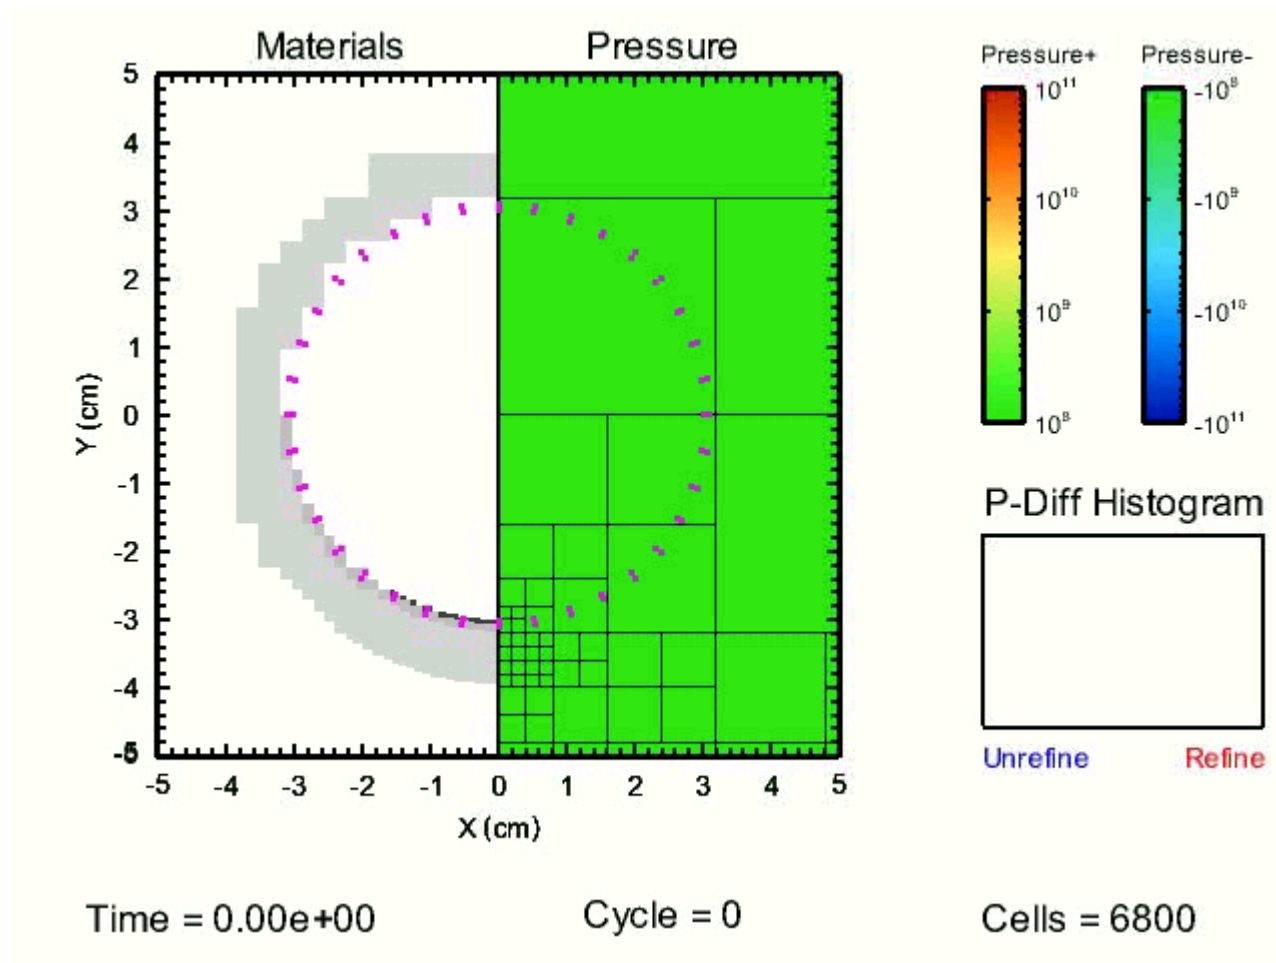 Materials
Pressure
Pressure+
Pressure-
5
4
3
2
1
0
-1
-2
-3
-4
-5
Y (cm)
-5 -4 -3 -2 -1 0 1 2 3 4 5
X (cm)
10¹¹
10¹⁰
10⁹
10⁸
-10⁸
-10⁹
-10¹⁰
-10¹¹
P-Diff Histogram
Unrefine
Refine
Time = 0.00e+00
Cycle = 0
Cells = 6800